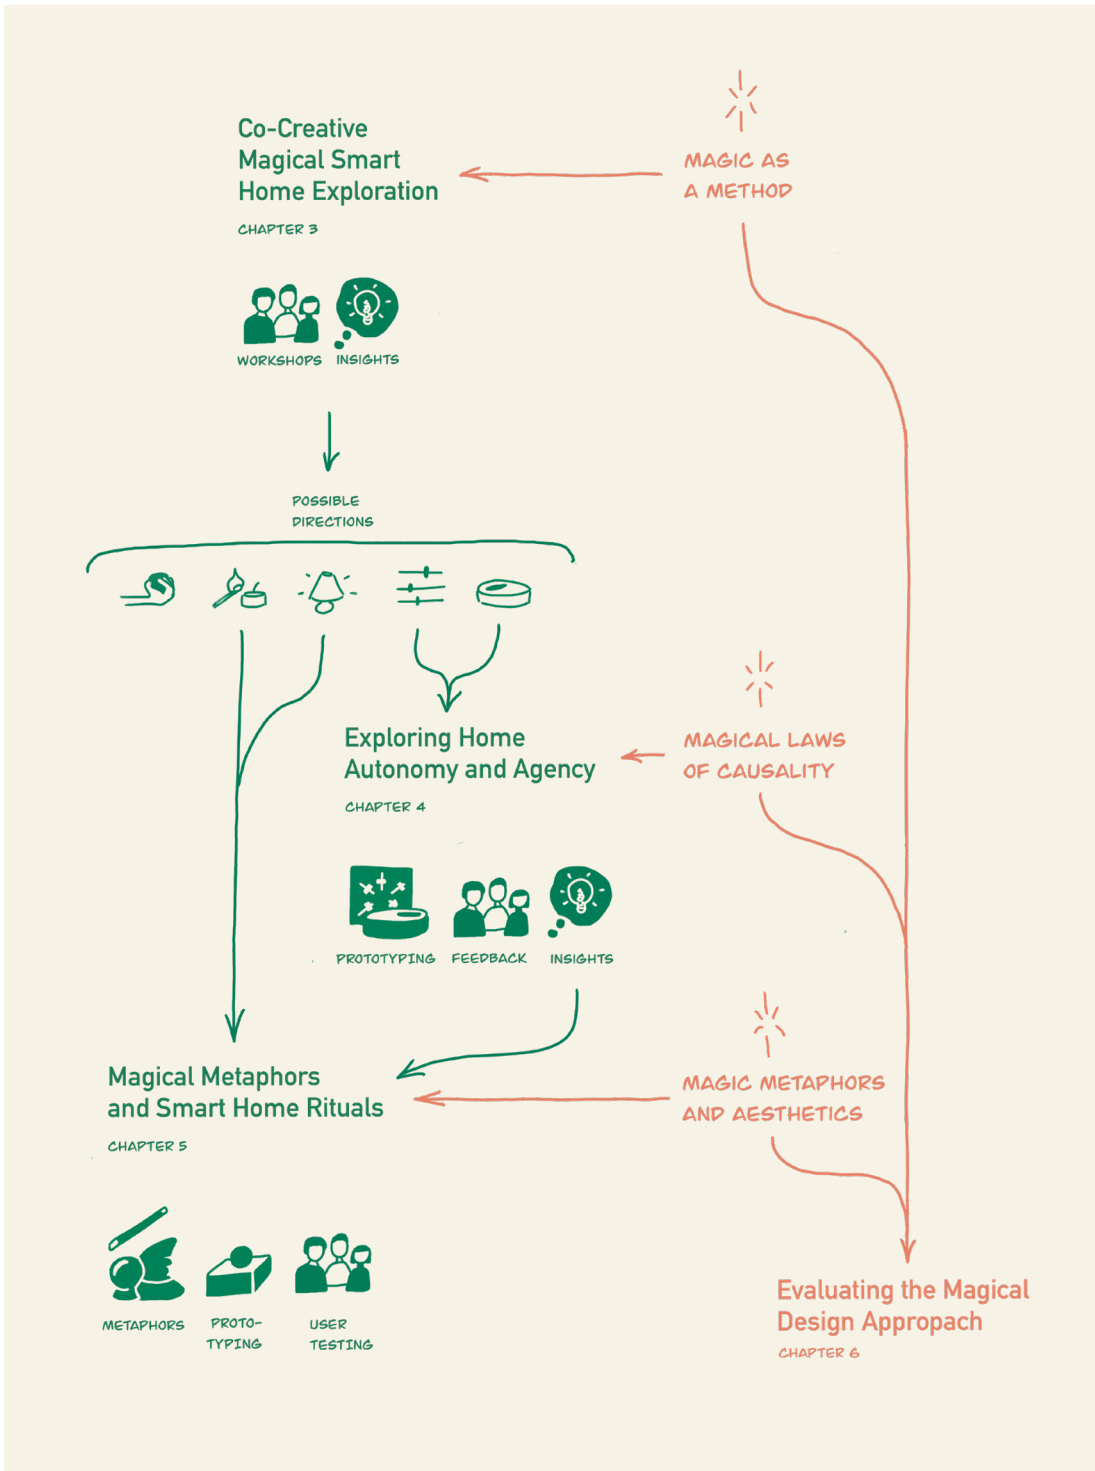 Co-Creative
Magical Smart
Home Exploration
CHAPTER 3
MAGIC AS
A METHOD
WORKSHOPS
INSIGHTS
POSSIBLE
DIRECTIONS
Exploring Home
Autonomy and Agency
CHAPTER 4
MAGICAL LAWS
OF CAUSALITY
PROTOTYPING
FEEDBACK
INSIGHTS
Magical Metaphors
and Smart Home Rituals
CHAPTER 5
MAGIC METAPHORS
AND AESTHETICS
METAPHORS
PROTO-
TYPING
USER
TESTING
Evaluating the Magical
Design Appropach
CHAPTER 6